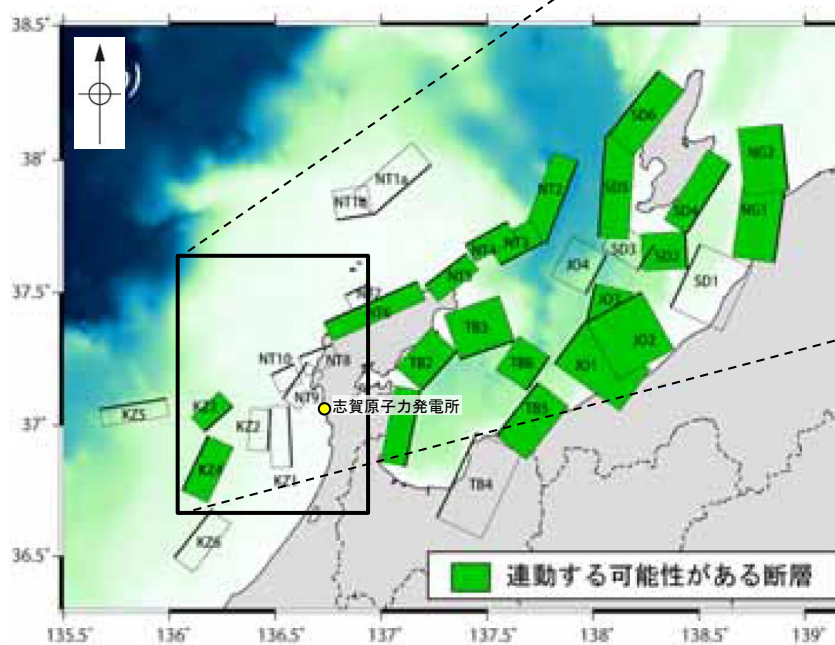 38.5°
38°
37.5°
37°
36.5°
135.5°
136°
136.5°
137°
137.5°
138°
138.5°
139°
SD6
NG2
NT1a
NT1b
NT2
SD5
SD4
NG1
NT3
NT4
SD3
SD2
JO4
SD1
NT5
JO3
NT6
TB3
JO2
NT8
TB2
TB6
JO1
NT10
NT9
KZ5
KZ3
志賀原子力発電所
TB5
KZ2
KZ4
TB4
KZ6
連動する可能性がある断層